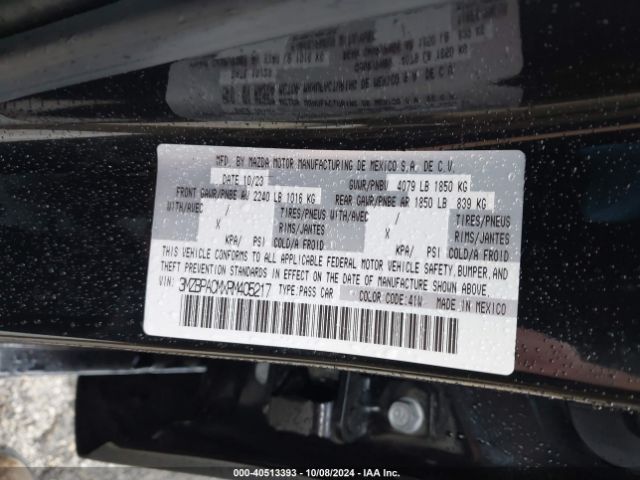 MFD. BY MAZDA MOTOR MANUFACTURING DE MEXICO S.A. DE C.V.
DATE 10/23 GVWR/PNBV 4079 LB 1850 KG
FRONT GAWR/PNBE AV 2240 LB 1016 KG REAR GAWR/PNBE AR 1850 LB 839 KG
WITH/AVEC / TIRES/PNEUS WITH/AVEC / TIRES/PNEUS
X RIMS/JANTES X RIMS/JANTES
KPA/ PSI COLD/A FROID KPA/ PSI COLD/A FROID
THIS VEHICLE CONFORMS TO ALL APPLICABLE FEDERAL MOTOR VEHICLE SAFETY, BUMPER, AND
THEFT PREVENTION STANDARDS IN EFFECT ON THE DATE OF MANUFACTURE SHOWN ABOVE.
VIN: 3MZBPACMXRM405217 TYPE: PASS CAR COLOR CODE: 41W MADE IN MEXICO
000-40513393 - 10/08/2024 - IAA Inc.